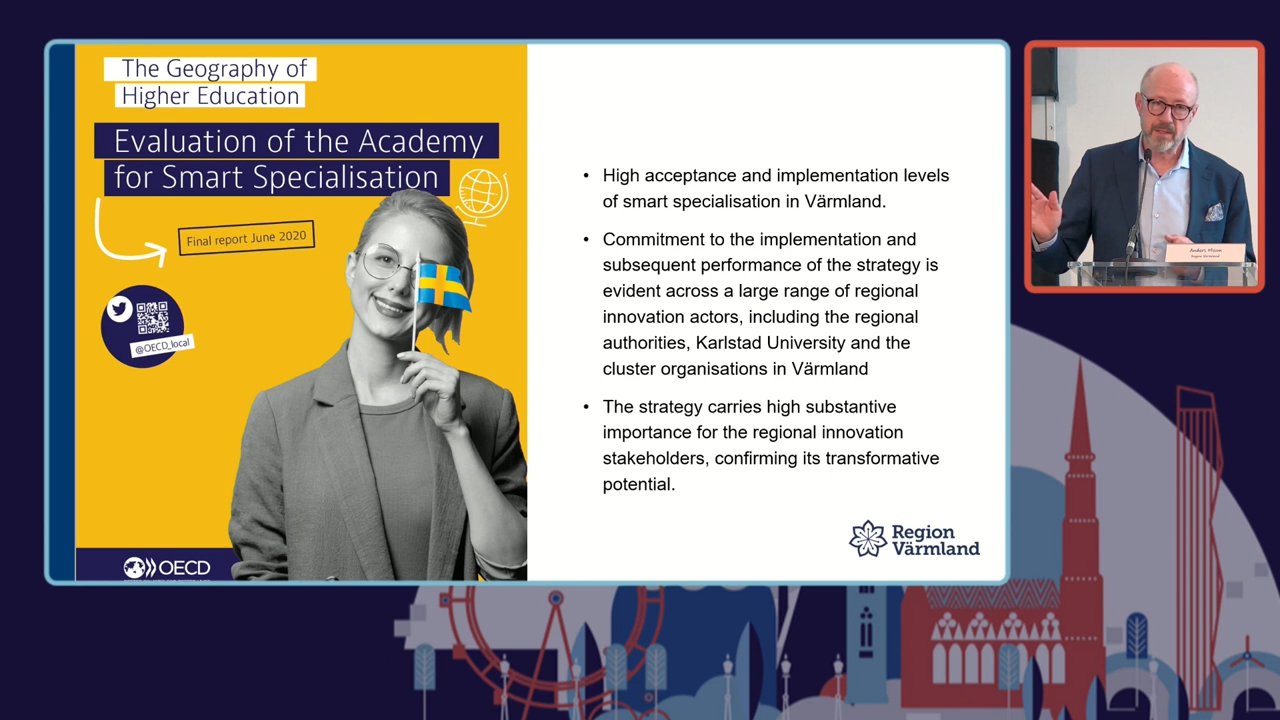 The Geography of
Higher Education
Evaluation of the Academy
for Smart Specialisation
Final report June 2020
@OECD_local
OECD
• High acceptance and implementation levels
of smart specialisation in Värmland.
• Commitment to the implementation and
subsequent performance of the strategy is
evident across a large range of regional
innovation actors, including the regional
authorities, Karlstad University and the
cluster organisations in Värmland
• The strategy carries high substantive
importance for the regional innovation
stakeholders, confirming its transformative
potential.
Region
Värmland
Anders Olsson
Region Värmland